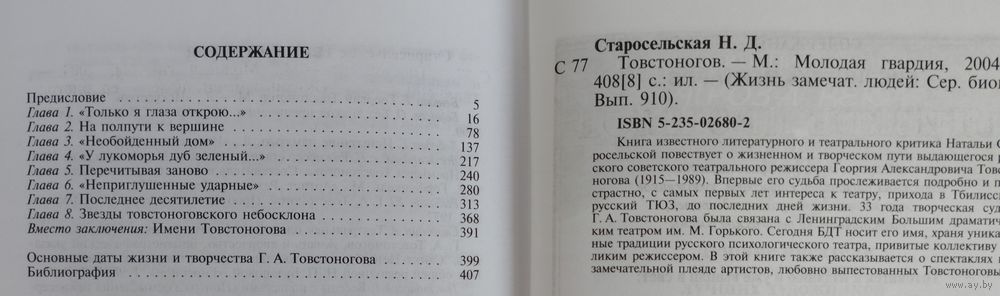 СОДЕРЖАНИЕ
Предисловие . . . 5
Глава 1. «Только я глаза открою...» . . . 16
Глава 2. На полпути к вершине . . . 78
Глава 3. «Необойденный дом» . . . 137
Глава 4. «У лукоморья дуб зеленый...» . . . 217
Глава 5. Перечитывая заново . . . 240
Глава 6. «Неприглушенные ударные» . . . 280
Глава 7. Последнее десятилетие . . . 313
Глава 8. Звезды товстоноговского небосклона . . . 368
Вместо заключения: Имени Товстоногова . . . 391
Основные даты жизни и творчества Г. А. Товстоногова . . . 399
Библиография . . . 407
Старосельская Н. Д.
С 77 Товстоногов. — М.: Молодая гвардия, 2004
408[8] с.: ил. — (Жизнь замечат. людей: Сер. био
Вып. 910).
ISBN 5-235-02680-2
Книга известного литературного и театрального критика Натальи С
росельской повествует о жизненном и творческом пути выдающегося р
ского советского театрального режиссера Георгия Александровича Товс
ногова (1915—1989). Впервые его судьба прослеживается подробно и п
страстно, с самых первых лет интереса к театру, прихода в Тбилисс
русский ТЮЗ, до последних дней жизни. 33 года творческая суд
Г. А. Товстоногова была связана с Ленинградским Большим драматич
ким театром им. М. Горького. Сегодня БДТ носит его имя, храня уника
ные традиции русского психологического театра, привитые коллективу
ликим режиссером. В этой книге также рассказывается о спектаклях
замечательной плеяде артистов, любовно выпестованных Товстоноговы
www.ay.by